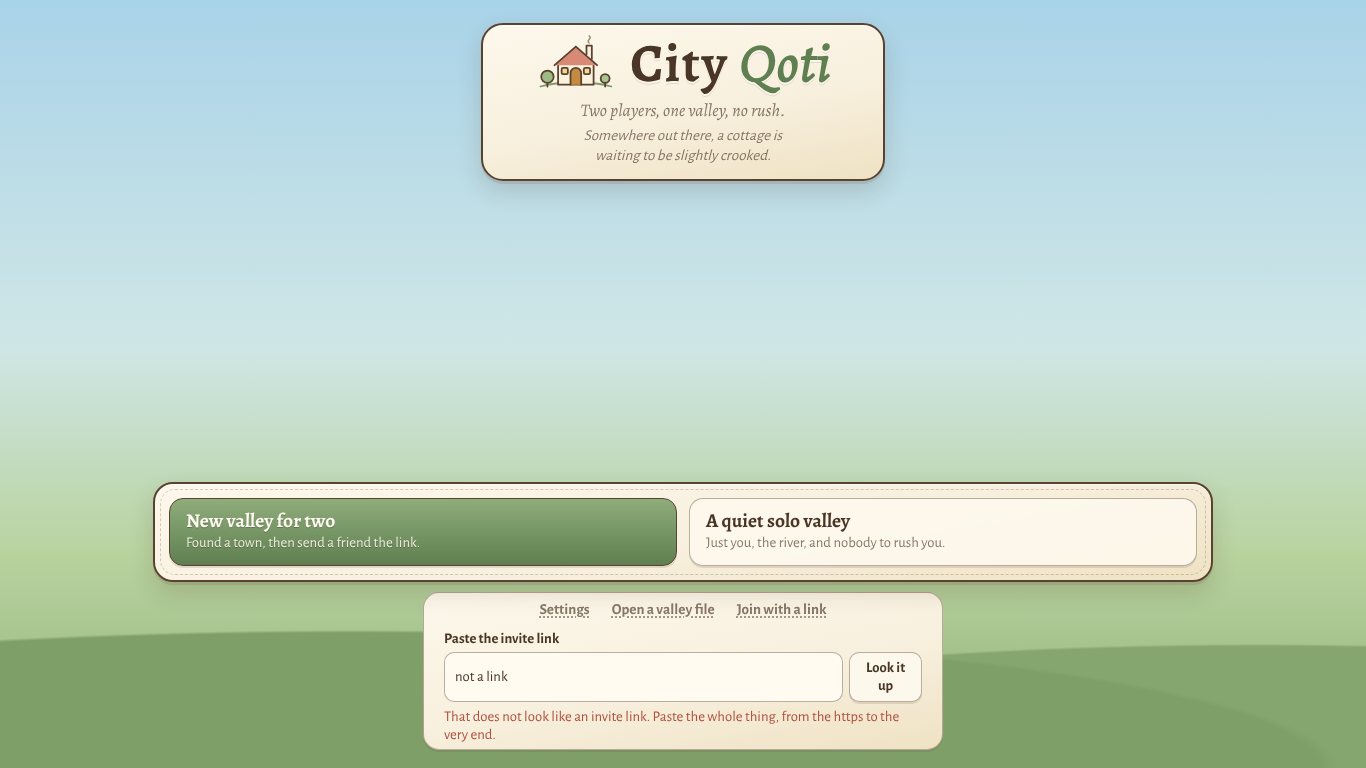 City Qoti
Two players, one valley, no rush.
Somewhere out there, a cottage is
waiting to be slightly crooked.
New valley for two
Found a town, then send a friend the link.
A quiet solo valley
Just you, the river, and nobody to rush you.
Settings Open a valley file Join with a link
Paste the invite link
not a link
Look it
up
That does not look like an invite link. Paste the whole thing, from the https to the
very end.